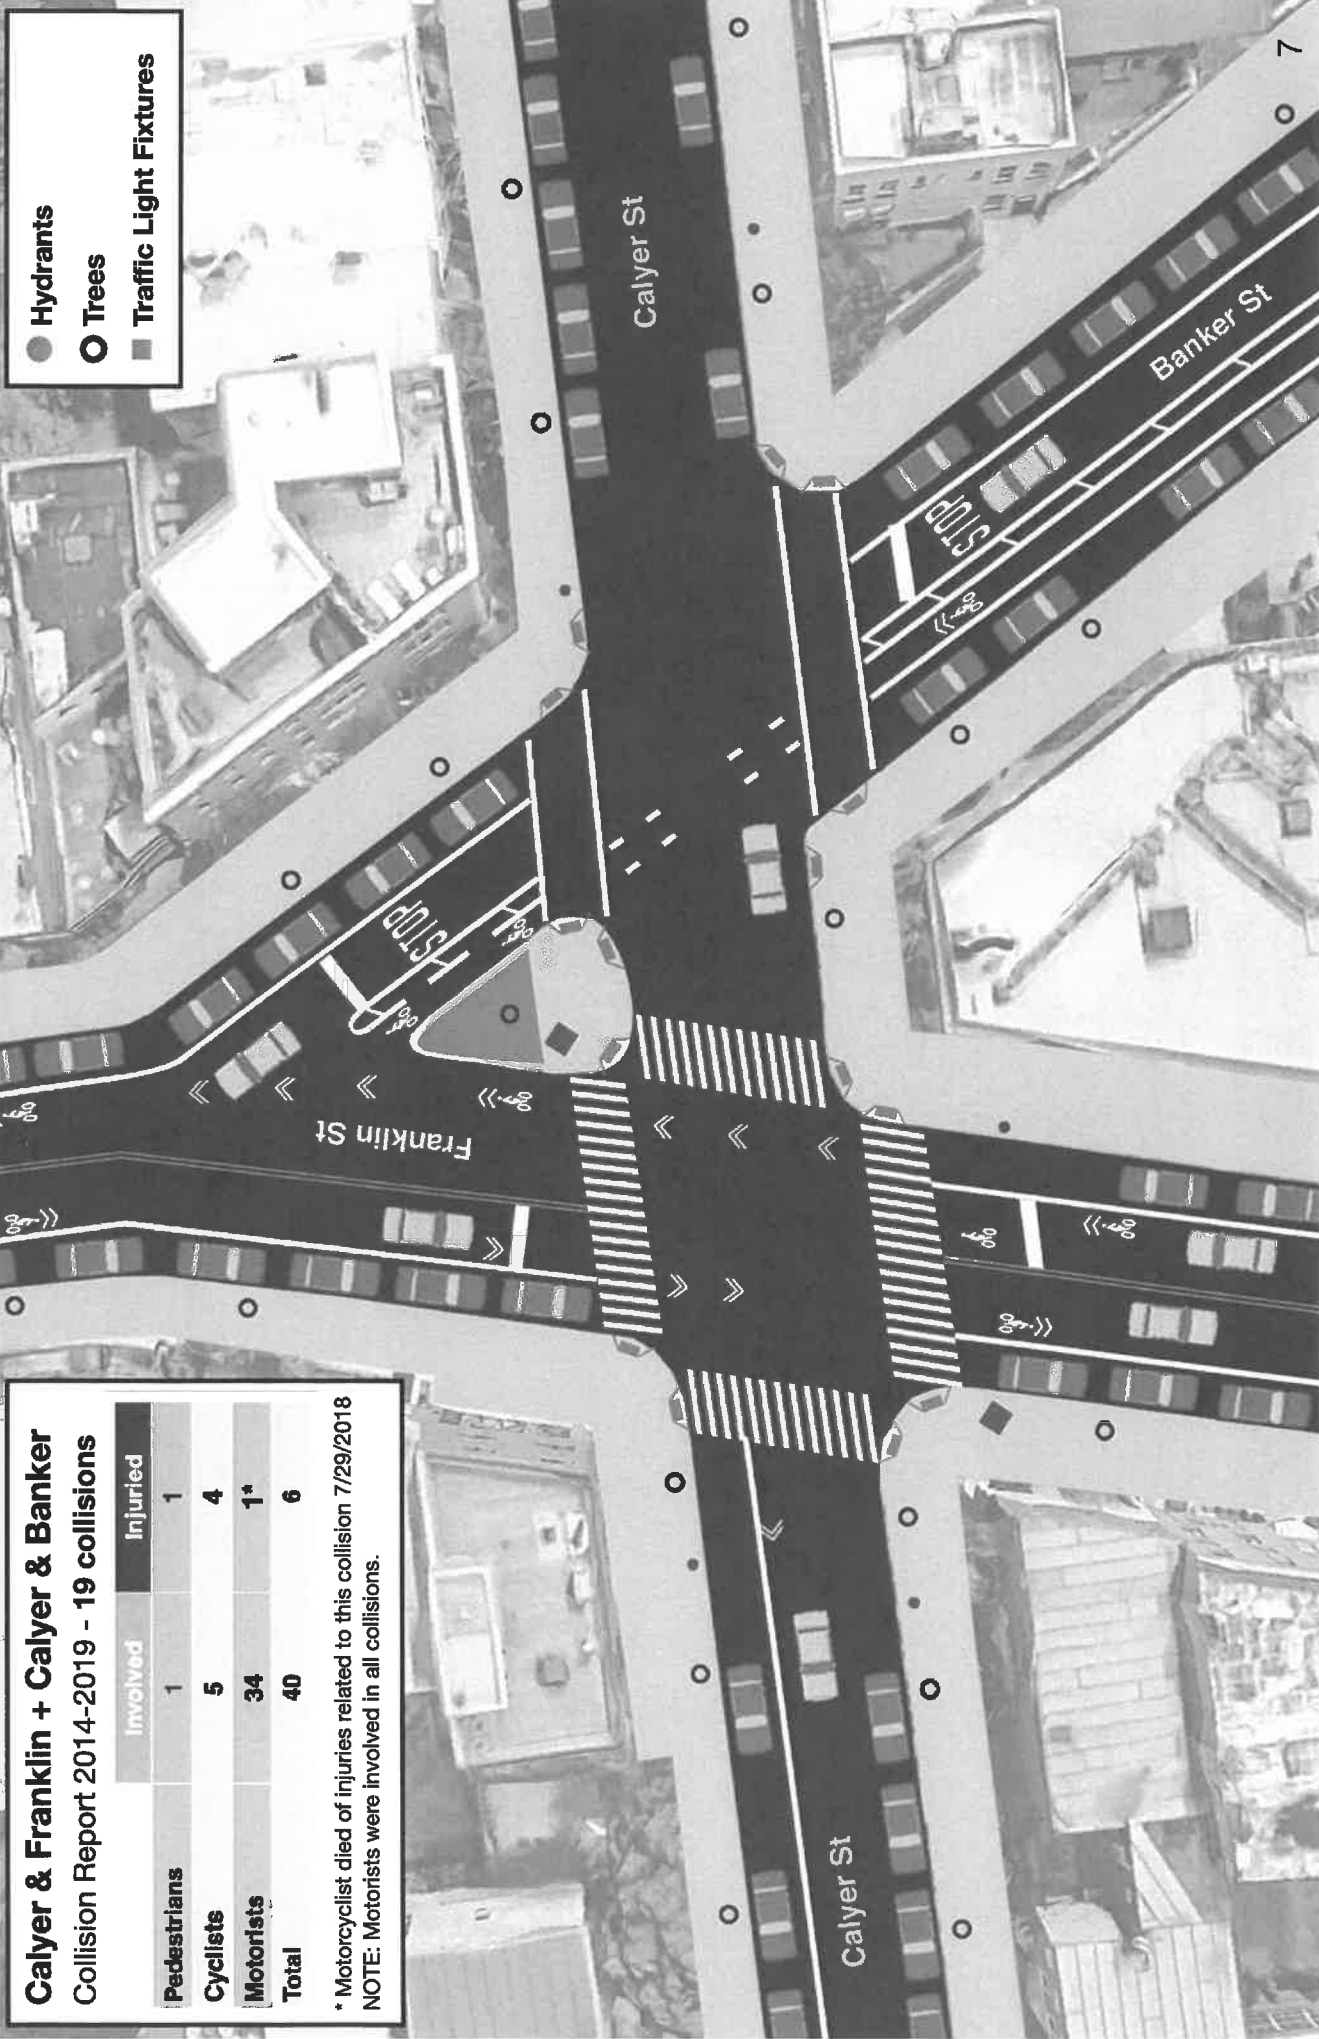 Calyer & Franklin + Calyer & Banker
Collision Report 2014-2019 - 19 collisions
Involved Injuried
Pedestrians 1 1
Cyclists 5 4
Motorists 34 1*
Total 40 6
* Motorcyclist died of injuries related to this collision 7/29/2018
NOTE: Motorists were involved in all collisions.
Hydrants
Trees
Traffic Light Fixtures
Franklin St
STOP
Calyer St
Calyer St
STOP
Banker St
7